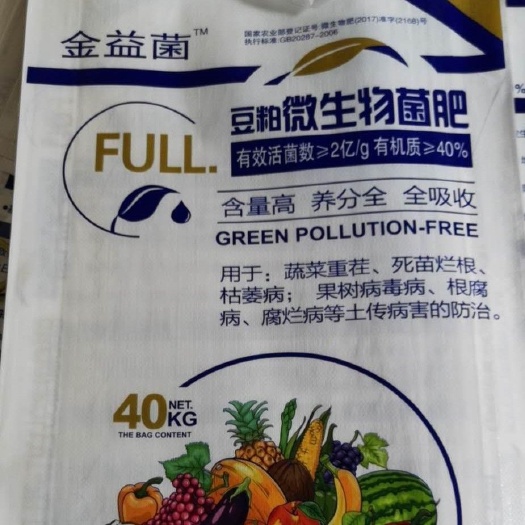 金益菌™
国家农业部登记证号:微生物肥(2017)准字(2168)号
执行标准:GB20287-2006
豆粕微生物菌肥
FULL.
有效活菌数≥2亿/g 有机质≥40%
含量高 养分全 全吸收
GREEN POLLUTION-FREE
用于:蔬菜重茬、死苗烂根、
枯萎病; 果树病毒病、根腐
病、腐烂病等土传病害的防治。
40 NET.
KG
THE BAG CONTENT